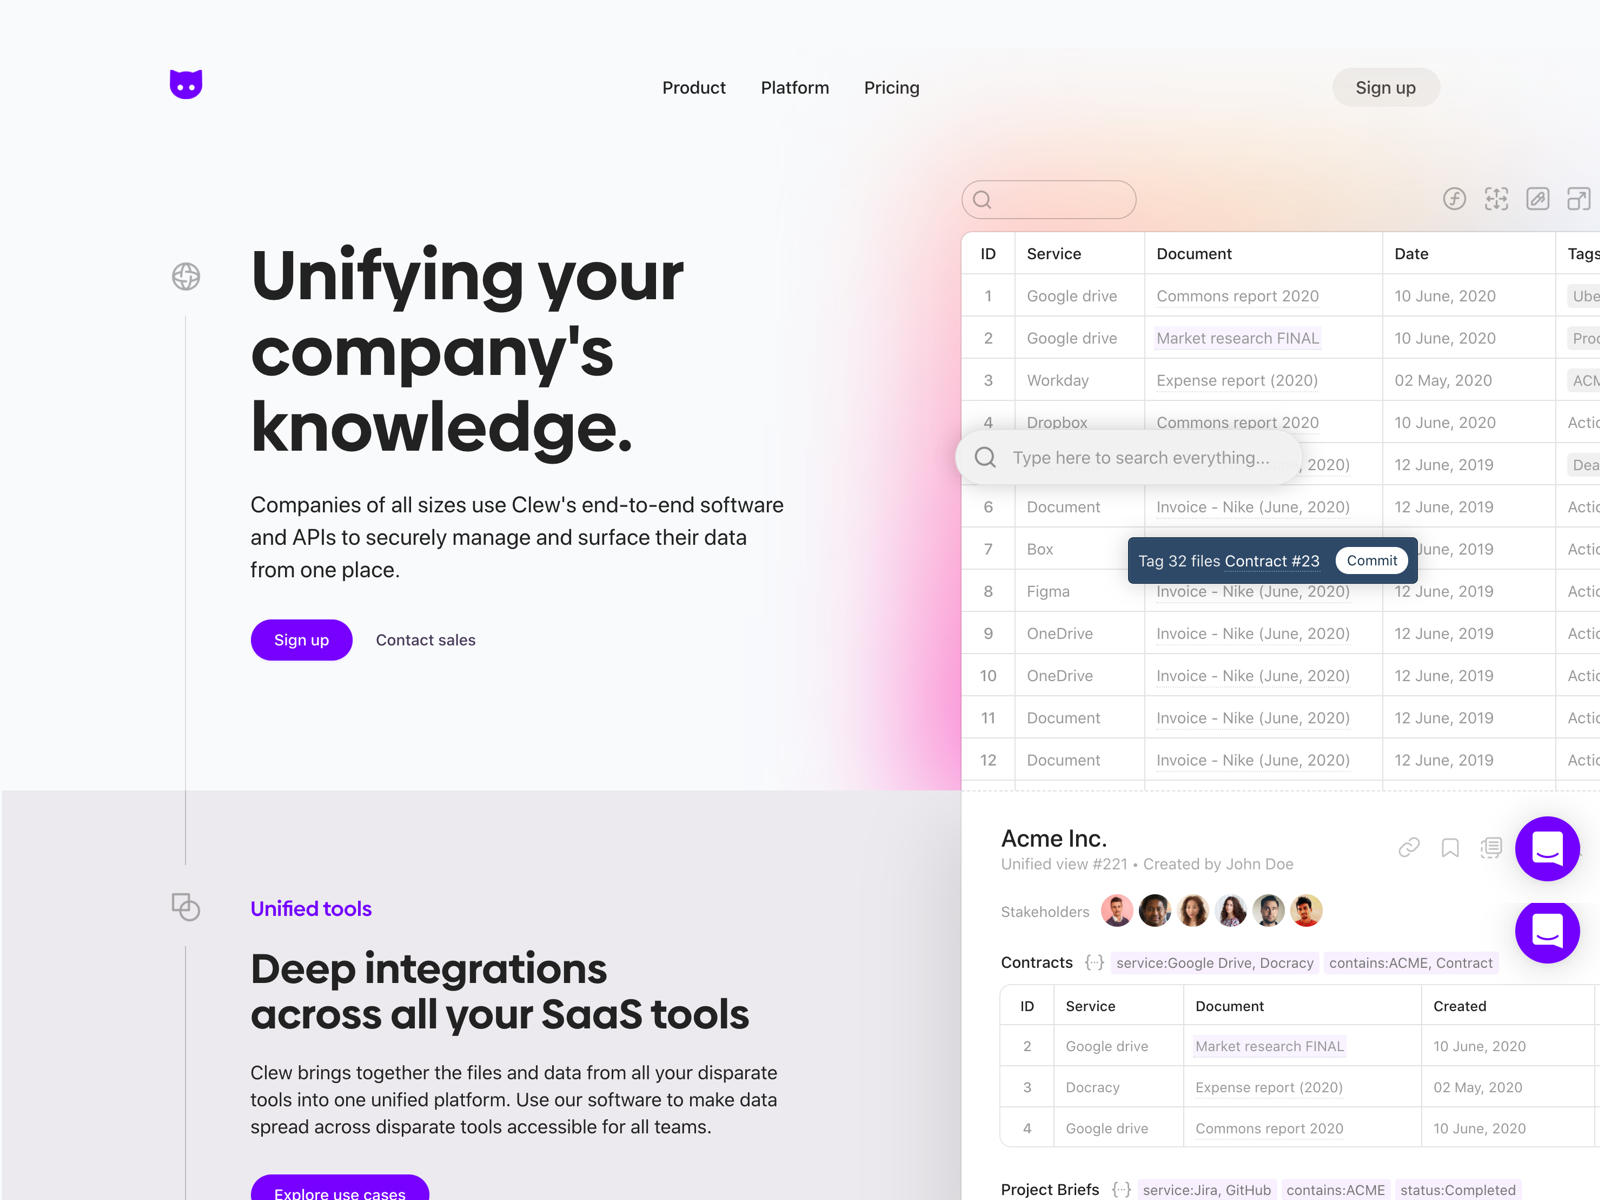 Product Platform Pricing Sign up
Unifying your
company's
knowledge.
Companies of all sizes use Clew's end-to-end software
and APIs to securely manage and surface their data
from one place.
Sign up Contact sales
ID Service Document Date Tags
1 Google drive Commons report 2020 10 June, 2020
2 Google drive Market research FINAL 10 June, 2020
3 Workday Expense report (2020) 02 May, 2020
4 Dropbox Commons report 2020 10 June, 2020
Type here to search everything...
2020) 12 June, 2019
6 Document Invoice - Nike (June, 2020) 12 June, 2019
7 Box June, 2019
Tag 32 files Contract #23 Commit
8 Figma Invoice - Nike (June, 2020) 12 June, 2019
9 OneDrive Invoice - Nike (June, 2020) 12 June, 2019
10 OneDrive Invoice - Nike (June, 2020) 12 June, 2019
11 Document Invoice - Nike (June, 2020) 12 June, 2019
12 Document Invoice - Nike (June, 2020) 12 June, 2019
Unified tools
Deep integrations
across all your SaaS tools
Clew brings together the files and data from all your disparate
tools into one unified platform. Use our software to make data
spread across disparate tools accessible for all teams.
Explore use cases
Acme Inc.
Unified view #221 • Created by John Doe
Stakeholders
Contracts {··} service:Google Drive, Docracy contains:ACME, Contract
ID Service Document Created
2 Google drive Market research FINAL 10 June, 2020
3 Docracy Expense report (2020) 02 May, 2020
4 Google drive Commons report 2020 10 June, 2020
Project Briefs {··} service:Jira, GitHub contains:ACME status:Completed